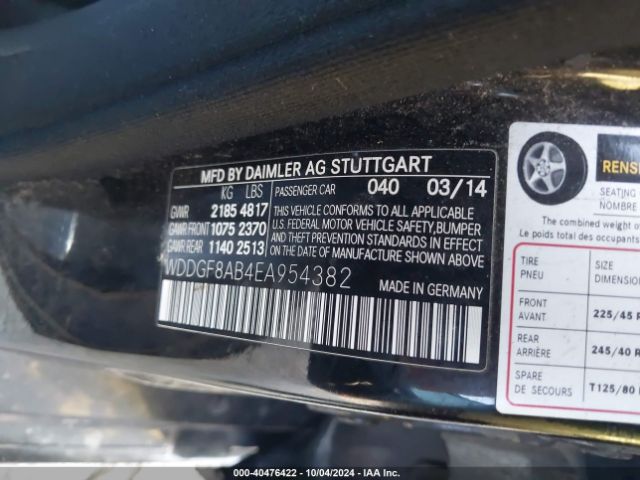 MFD BY DAIMLER AG STUTTGART
KG LBS
PASSENGER CAR 040 03/14
GVWR 2185 4817
GAWR FRONT 1075 2370
GAWR REAR 1140 2513
THIS VEHICLE CONFORMS TO ALL APPLICABLE
U.S. FEDERAL MOTOR VEHICLE SAFETY, BUMPER
AND THEFT PREVENTION STANDARDS IN EFFECT
ON THE DATE OF MANUFACTURE SHOWN ABOVE.
WDDGF8AB4EA954382
MADE IN GERMANY
SEATING
NOMBRE
The combined weight of
Le poids total des occupants
TIRE
PNEU
SIZE
FRONT
AVANT
225/45
REAR
ARRIÈRE
245/40
SPARE
DE SECOURS
T125/80
000-40476422 - 10/04/2024 - IAA Inc.